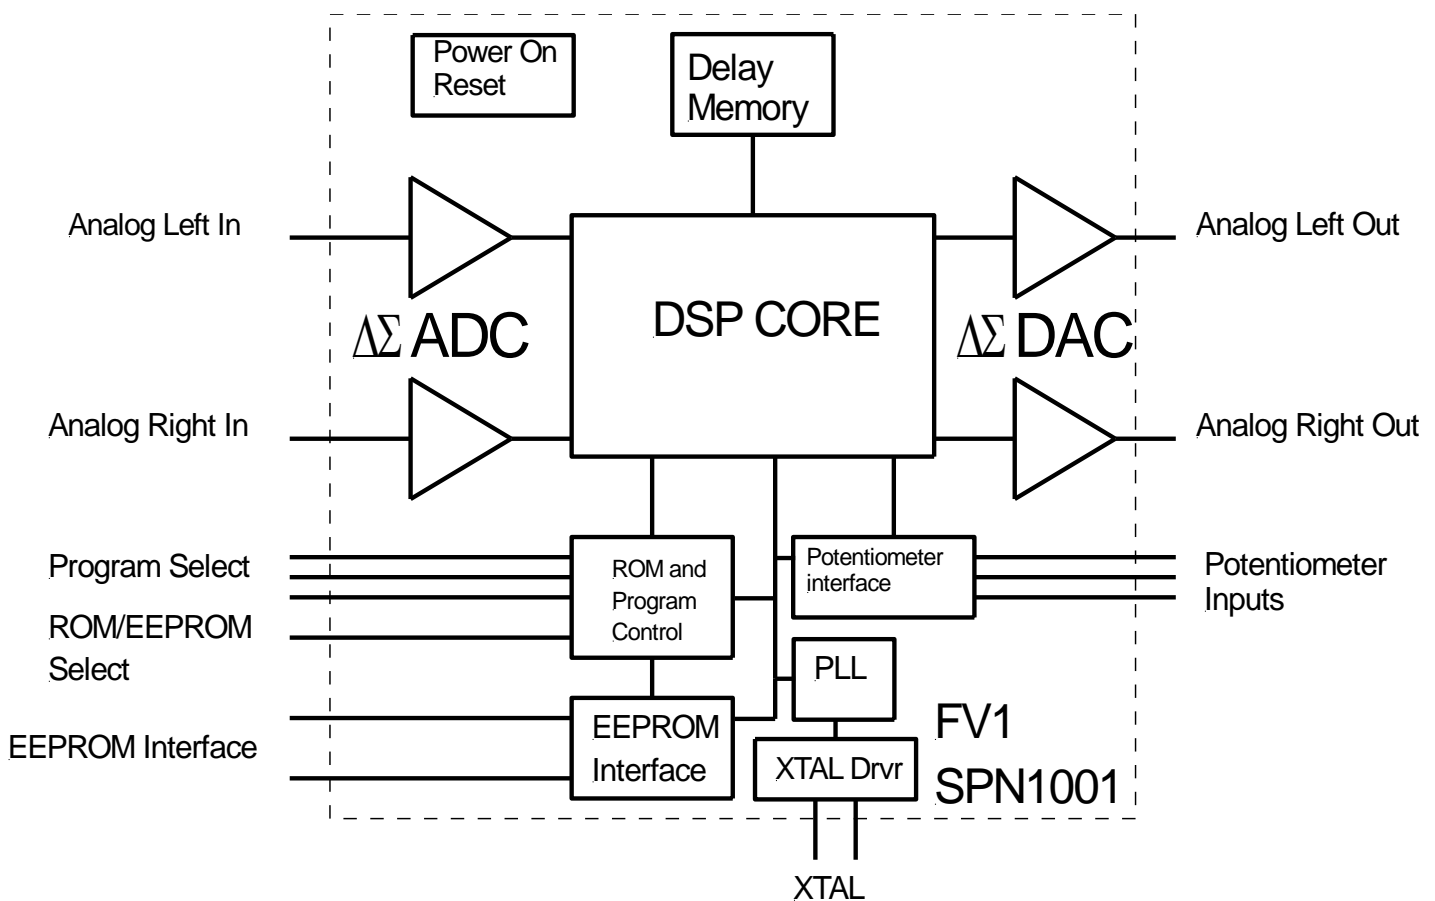 Power On
Reset
Delay
Memory
Analog Left In
Analog Left Out
DSP CORE
ΔΣ ADC
ΔΣ DAC
Analog Right In
Analog Right Out
Program Select
ROM/EEPROM
Select
ROM and
Program
Control
Potentiometer
interface
Potentiometer
Inputs
PLL
EEPROM Interface
EEPROM
Interface
XTAL Drvr
FV1
SPN1001
XTAL